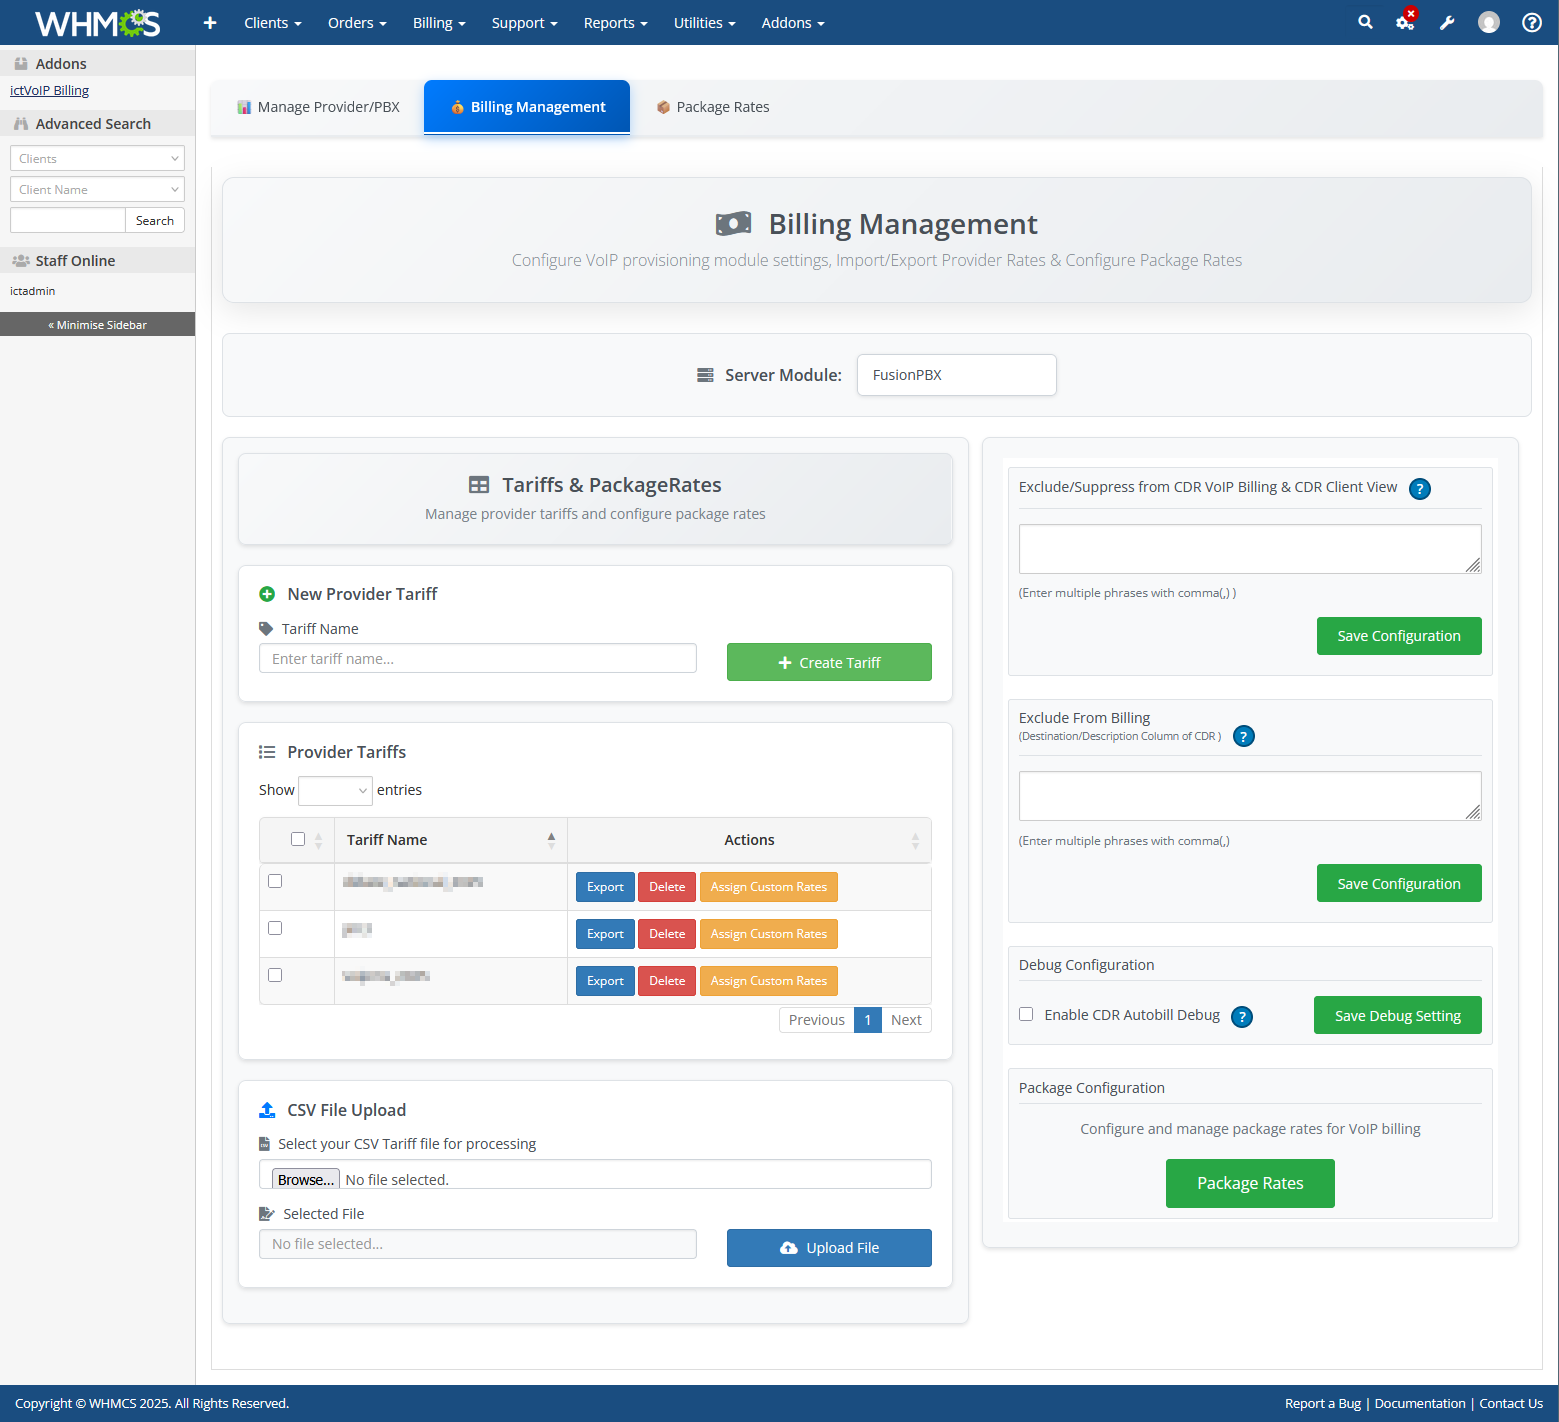 WHMCS
Clients
Orders
Billing
Support
Reports
Utilities
Addons
Addons
ictVoIP Billing
Advanced Search
Clients
Client Name
Search
Staff Online
ictadmin
« Minimise Sidebar
Manage Provider/PBX
Billing Management
Package Rates
Billing Management
Configure VoIP provisioning module settings, Import/Export Provider Rates & Configure Package Rates
Server Module:
FusionPBX
Tariffs & PackageRates
Manage provider tariffs and configure package rates
New Provider Tariff
Tariff Name
Enter tariff name...
Create Tariff
Provider Tariffs
Show entries
Tariff Name Actions
Export Delete Assign Custom Rates
Export Delete Assign Custom Rates
Export Delete Assign Custom Rates
Previous 1 Next
CSV File Upload
Select your CSV Tariff file for processing
Browse... No file selected.
Selected File
No file selected...
Upload File
Exclude/Suppress from CDR VoIP Billing & CDR Client View ?
(Enter multiple phrases with comma(,) )
Save Configuration
Exclude From Billing
(Destination/Description Column of CDR ) ?
(Enter multiple phrases with comma(,)
Save Configuration
Debug Configuration
Enable CDR Autobill Debug ?
Save Debug Setting
Package Configuration
Configure and manage package rates for VoIP billing
Package Rates
Copyright © WHMCS 2025. All Rights Reserved.
Report a Bug | Documentation | Contact Us